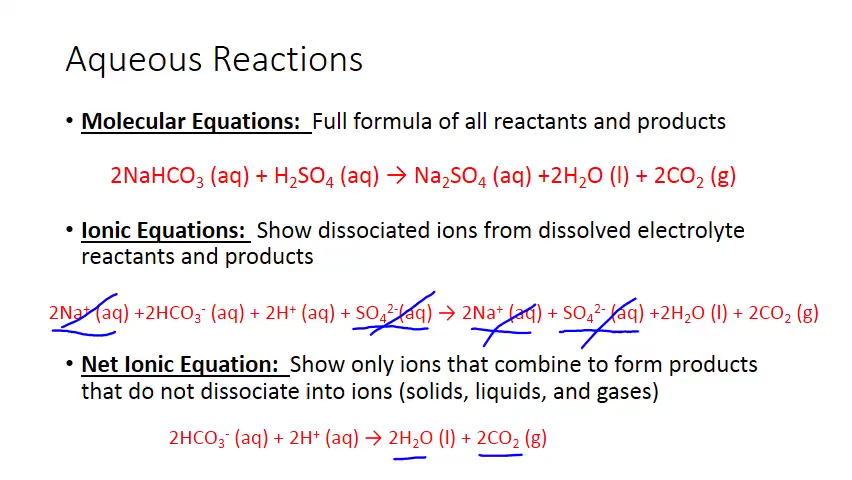 Aqueous Reactions
• Molecular Equations: Full formula of all reactants and products
2NaHCO₃ (aq) + H₂SO₄ (aq) → Na₂SO₄ (aq) +2H₂O (l) + 2CO₂ (g)
• Ionic Equations: Show dissociated ions from dissolved electrolyte
reactants and products
2Na⁺ (aq) +2HCO₃⁻ (aq) + 2H⁺ (aq) + SO₄²⁻(aq) → 2Na⁺ (aq) + SO₄²⁻ (aq) +2H₂O (l) + 2CO₂ (g)
• Net Ionic Equation: Show only ions that combine to form products
that do not dissociate into ions (solids, liquids, and gases)
2HCO₃⁻ (aq) + 2H⁺ (aq) → 2H₂O (l) + 2CO₂ (g)